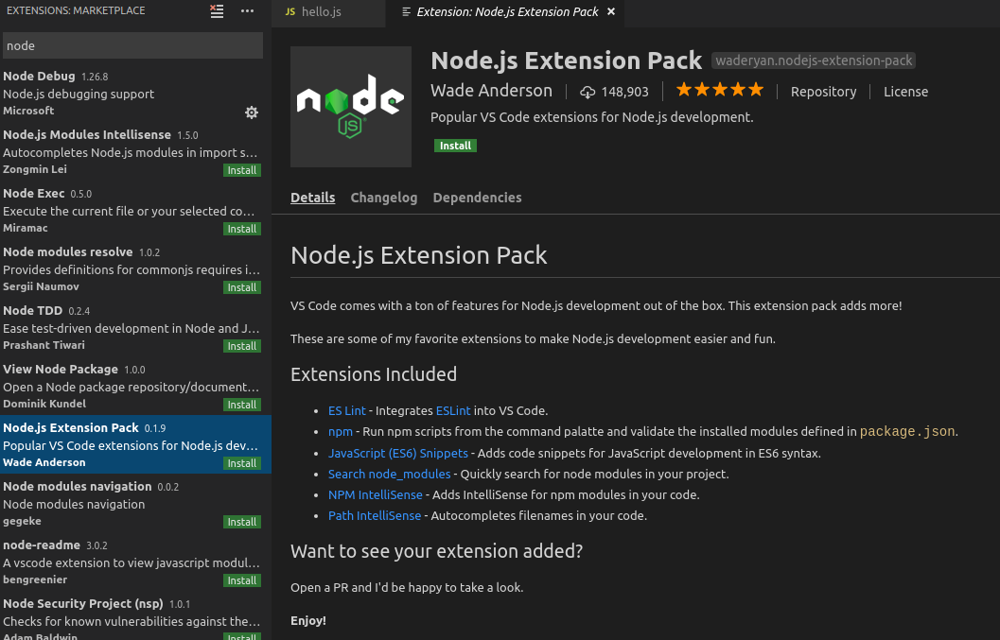 EXTENSIONS: MARKETPLACE
node
Node Debug 1.26.8
Node.js debugging support
Microsoft
Node.js Modules Intellisense 1.5.0
Autocompletes Node.js modules in import s...
Zongmin Lei Install
Node Exec 0.5.0
Execute the current file or your selected co...
Miramac Install
Node modules resolve 1.0.2
Provides definitions for commonjs requires i...
Sergii Naumov Install
Node TDD 0.2.4
Ease test-driven development in Node and J...
Prashant Tiwari Install
View Node Package 1.0.0
Open a Node package repository/document...
Dominik Kundel Install
Node.js Extension Pack 0.1.9
Popular VS Code extensions for Node.js dev...
Wade Anderson Install
Node modules navigation 0.0.2
Node modules navigation
gegeke Install
node-readme 3.0.2
A vscode extension to view javascript modul...
bengreenier Install
Node Security Project (nsp) 1.0.1
Checks for known vulnerabilities against the...
Adam Baldwin Install
JS hello.js Extension: Node.js Extension Pack ×
node
JS
Node.js Extension Pack waderyan.nodejs-extension-pack
Wade Anderson 148,903 Repository License
Popular VS Code extensions for Node.js development.
Install
Details Changelog Dependencies
Node.js Extension Pack
VS Code comes with a ton of features for Node.js development out of the box. This extension pack adds more!
These are some of my favorite extensions to make Node.js development easier and fun.
Extensions Included
• ES Lint - Integrates ESLint into VS Code.
• npm - Run npm scripts from the command palatte and validate the installed modules defined in package.json.
• JavaScript (ES6) Snippets - Adds code snippets for JavaScript development in ES6 syntax.
• Search node_modules - Quickly search for node modules in your project.
• NPM IntelliSense - Adds IntelliSense for npm modules in your code.
• Path IntelliSense - Autocompletes filenames in your code.
Want to see your extension added?
Open a PR and I'd be happy to take a look.
Enjoy!